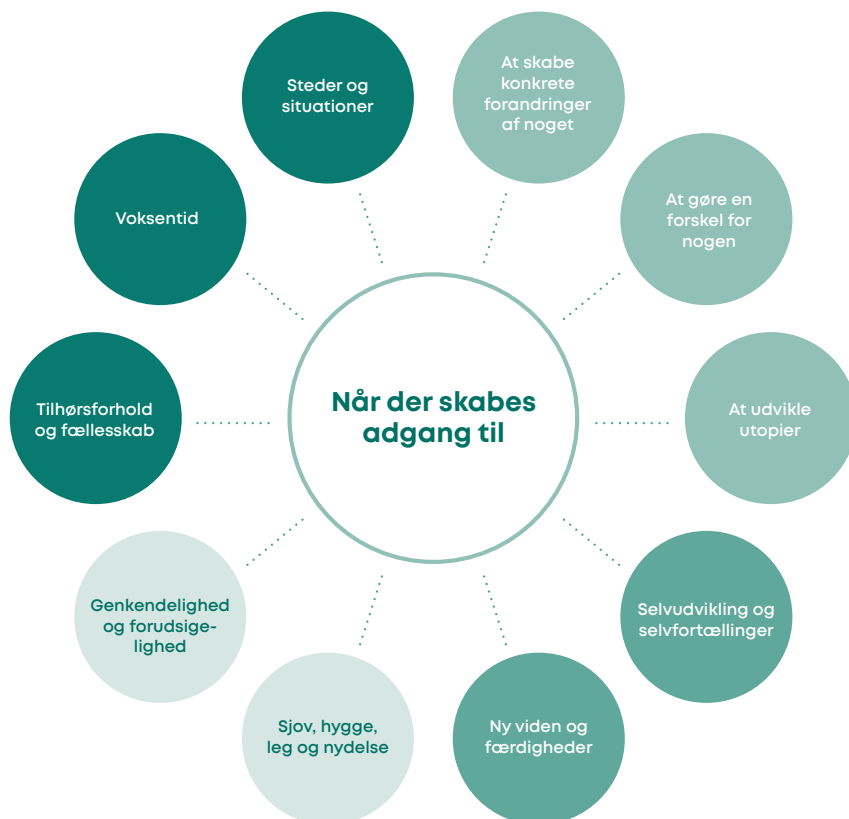 Steder og
situationer
At skabe
konkrete
forandringer
af noget
Voksentid
At gøre en
forskel for
nogen
Når der skabes
adgang til
Tilhørsforhold
og fællesskab
At udvikle
utopier
Genkendelighed
og forudsige-
lighed
Selvudvikling og
selvfortællinger
Sjov, hygge,
leg og nydelse
Ny viden og
færdigheder